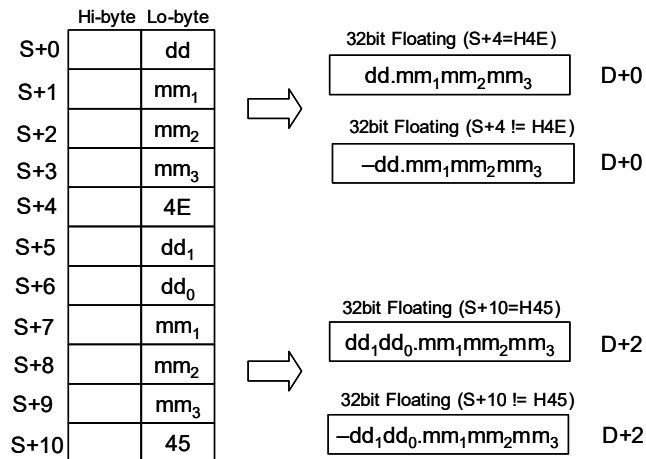 Hi-byte Lo-byte
S+0 dd
S+1 mm₁
S+2 mm₂
S+3 mm₃
S+4 4E
S+5 dd₁
S+6 dd₀
S+7 mm₁
S+8 mm₂
S+9 mm₃
S+10 45
32bit Floating (S+4=H4E)
dd.mm₁mm₂mm₃ D+0
32bit Floating (S+4 != H4E)
–dd.mm₁mm₂mm₃ D+0
32bit Floating (S+10=H45)
dd₁dd₀.mm₁mm₂mm₃ D+2
32bit Floating (S+10 != H45)
–dd₁dd₀.mm₁mm₂mm₃ D+2